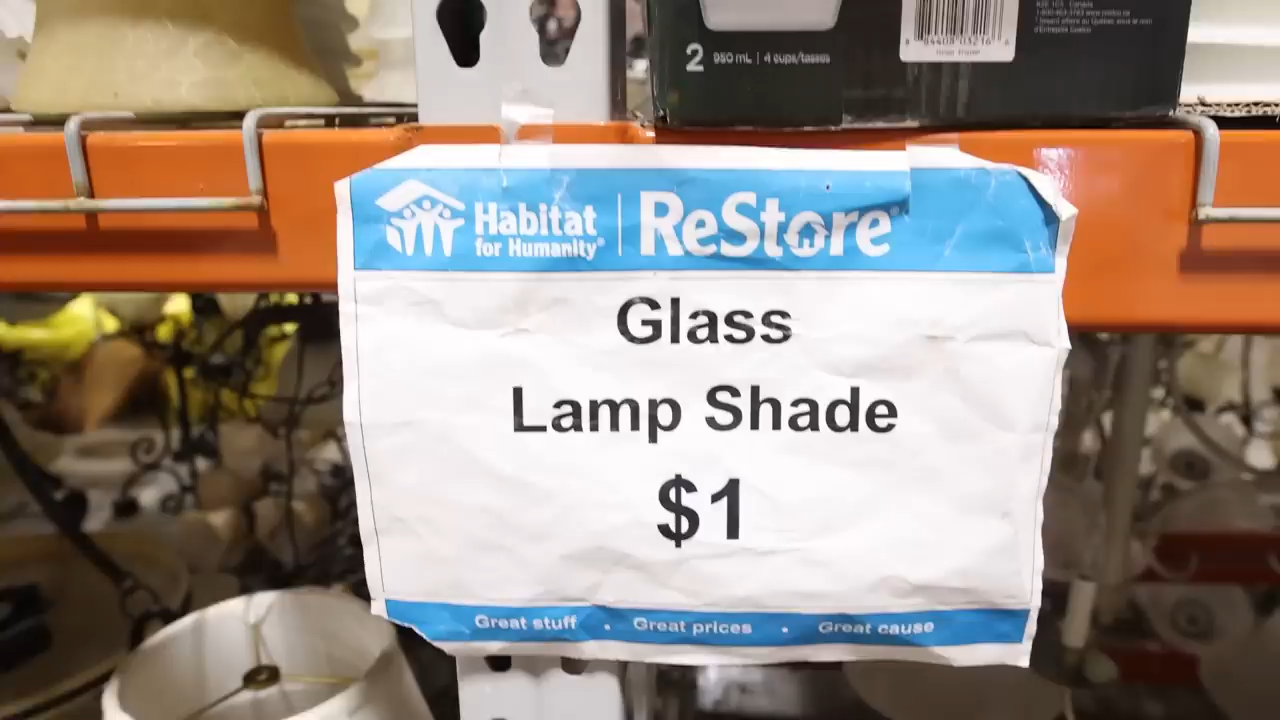 2 950 mL | 4 cups/tasses
Habitat for Humanity® | ReStore®
Glass
Lamp Shade
$1
Great stuff • Great prices • Great cause